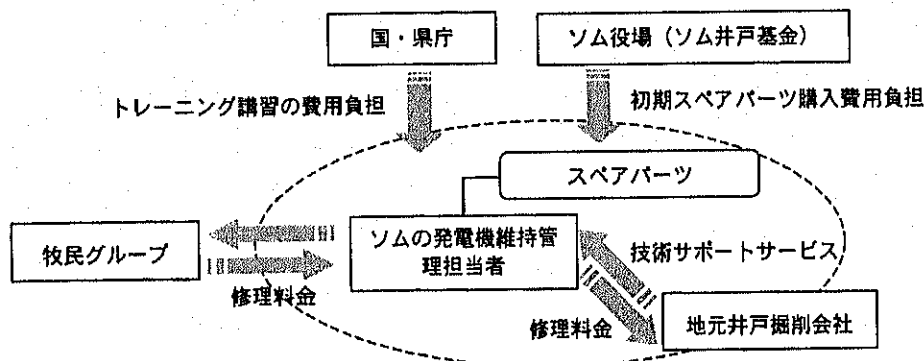 国・県庁
ソム役場（ソム井戸基金）
トレーニング講習の費用負担
初期スペアパーツ購入費用負担
スペアパーツ
牧民グループ
ソムの発電機維持管
理担当者
技術サポートサービス
修理料金
修理料金
地元井戸掘削会社